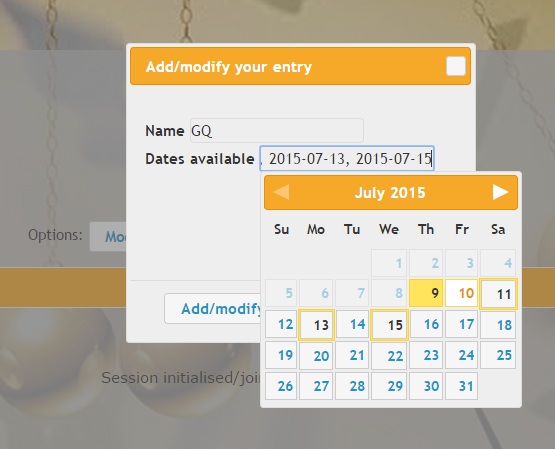 Add/modify your entry
Name GQ
Dates available , 2015-07-13, 2015-07-15
July 2015
Su Mo Tu We Th Fr Sa
1 2 3 4
5 6 7 8 9 10 11
12 13 14 15 16 17 18
19 20 21 22 23 24 25
26 27 28 29 30 31
Options:
Add/modify
Session initialised/join